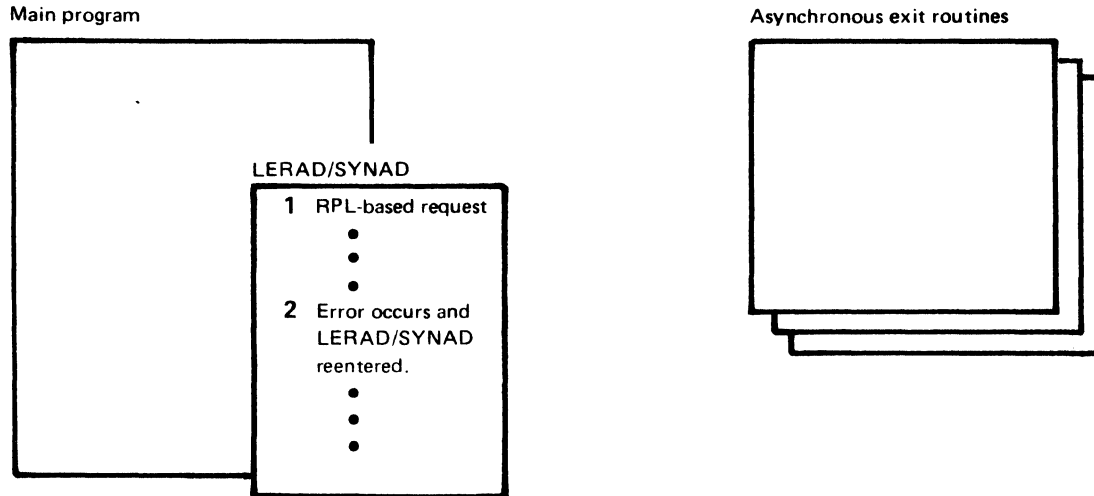 Main program
Asynchronous exit routines
LERAD/SYNAD
1 RPL-based request
•
•
•
2 Error occurs and
LERAD/SYNAD
reentered.
•
•
•